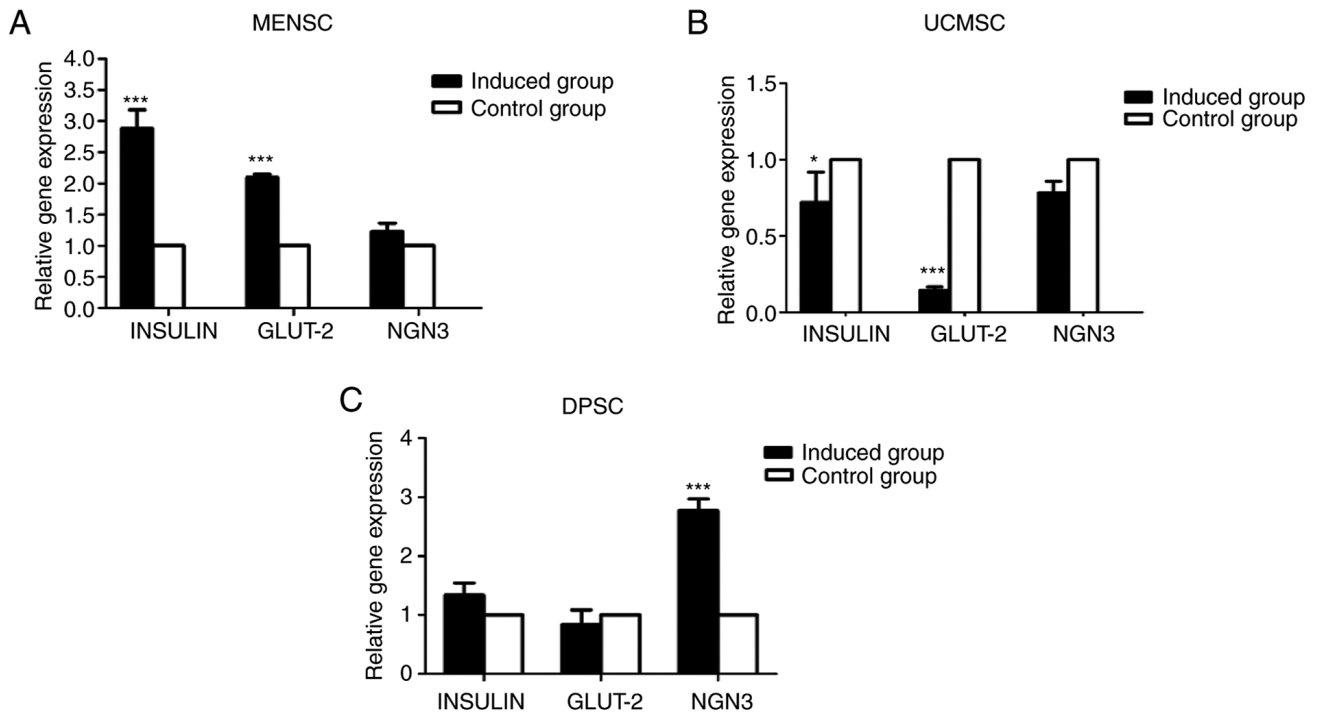 A
MENSC
Relative gene expression
4.0
3.5
3.0
2.5
2.0
1.5
1.0
0.5
0.0
***
***
Induced group
Control group
INSULIN GLUT-2 NGN3
B
UCMSC
Relative gene expression
1.5
1.0
0.5
0.0
*
***
Induced group
Control group
INSULIN GLUT-2 NGN3
C
DPSC
Relative gene expression
4
3
2
1
0
***
Induced group
Control group
INSULIN GLUT-2 NGN3